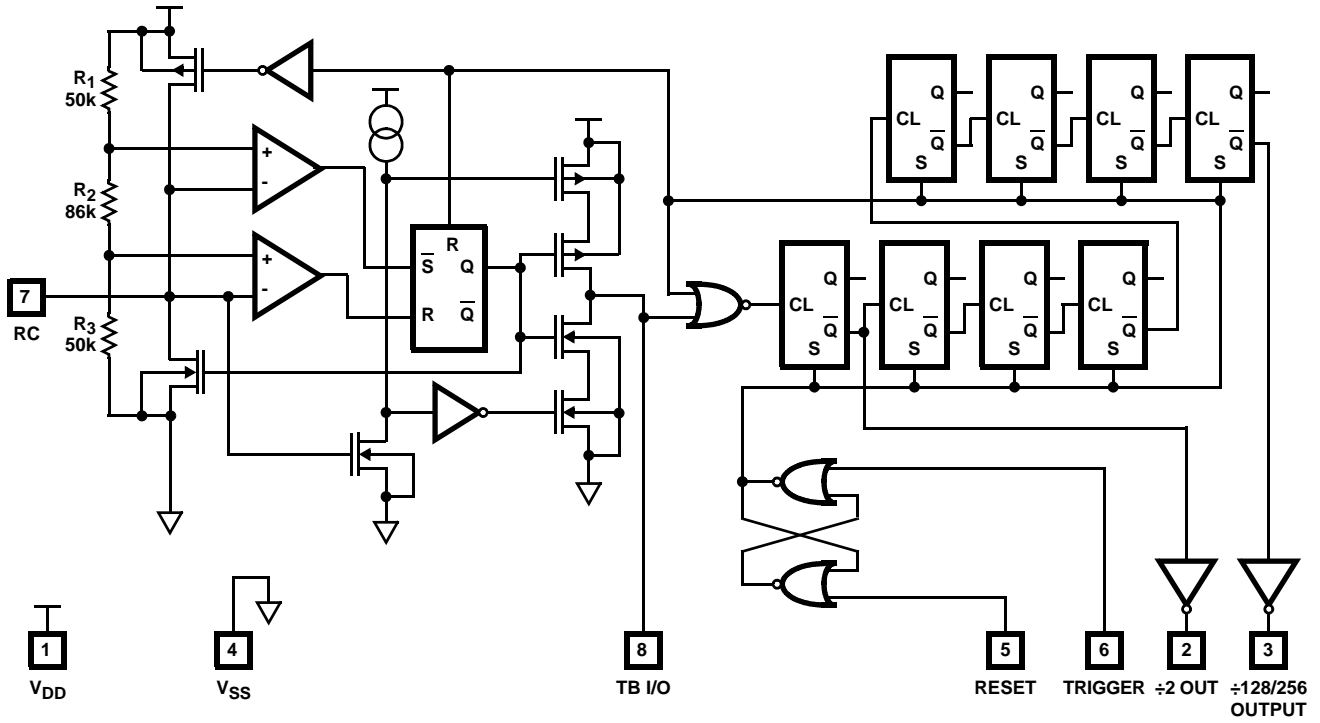 R1
50k
R2
86k
R3
50k
7
RC
+
-
+
-
R
S̅
Q
R
Q̅
Q
CL
Q̅
S
Q
CL
Q̅
S
Q
CL
Q̅
S
Q
CL
Q̅
S
Q
CL
Q̅
S
Q
CL
Q̅
S
Q
CL
Q̅
S
Q
CL
Q̅
S
1
VDD
4
VSS
8
TB I/O
5
RESET
6
TRIGGER
2
÷2 OUT
3
÷128/256
OUTPUT